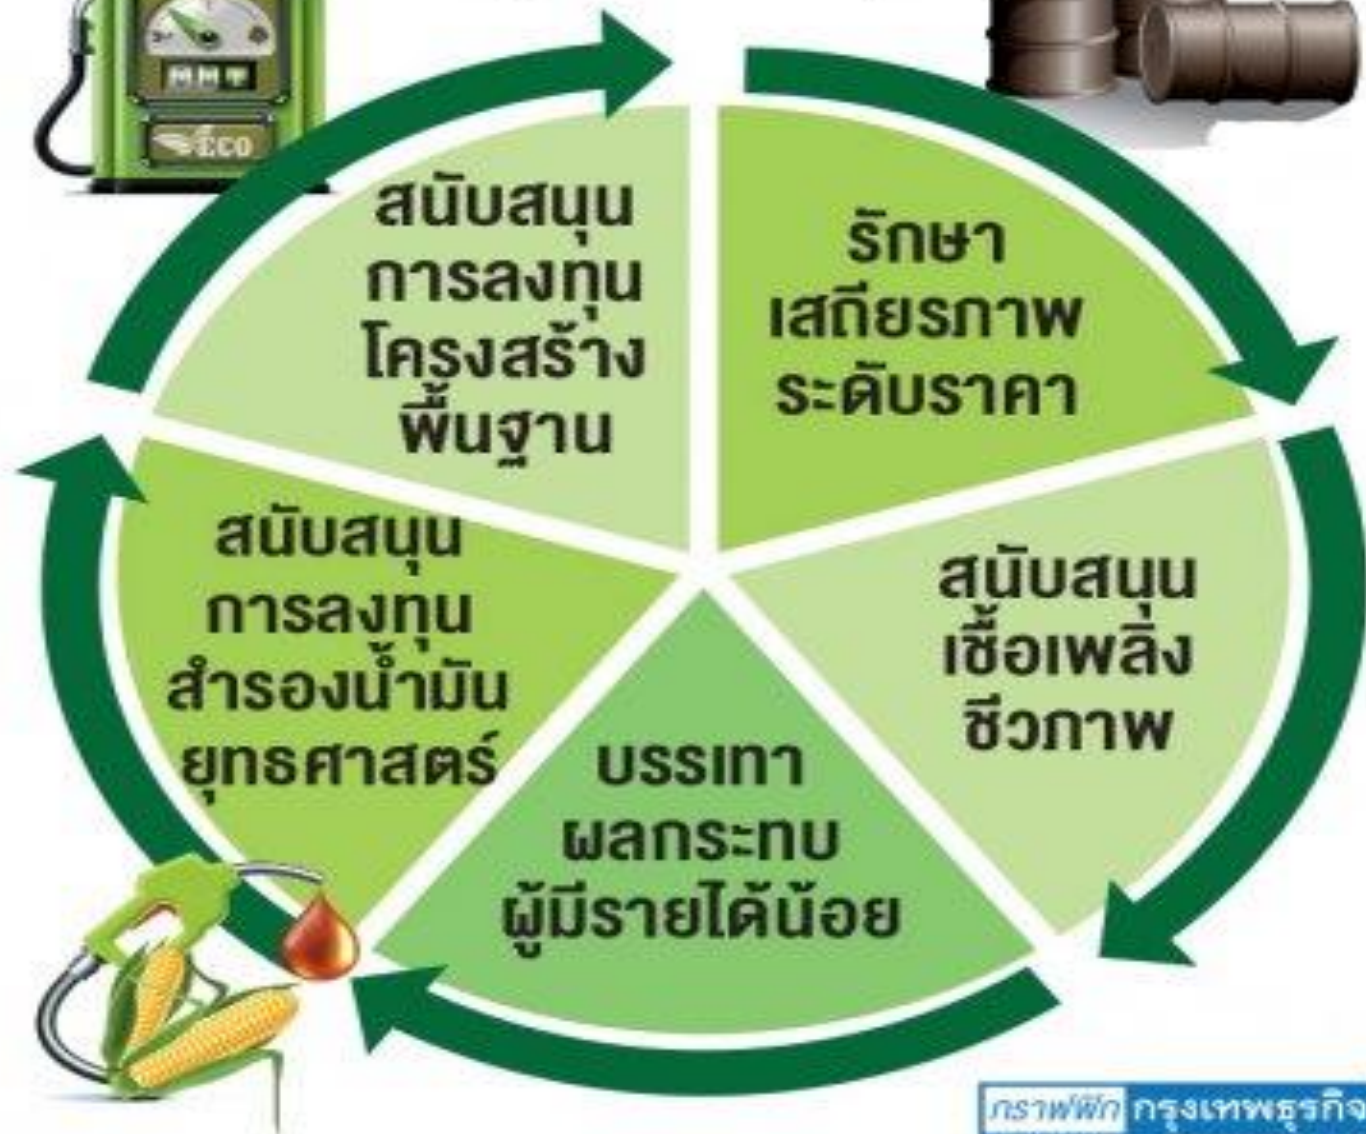 ECO
สนับสนุน
การลงทุน
โครงสร้าง
พื้นฐาน
รักษา
เสถียรภาพ
ระดับราคา
สนับสนุน
เชื้อเพลิง
ชีวภาพ
บรรเทา
ผลกระทบ
ผู้มีรายได้น้อย
สนับสนุน
การลงทุน
สำรองน้ำมัน
ยุทธศาสตร์
กราฟฟิก กรุงเทพธุรกิจ